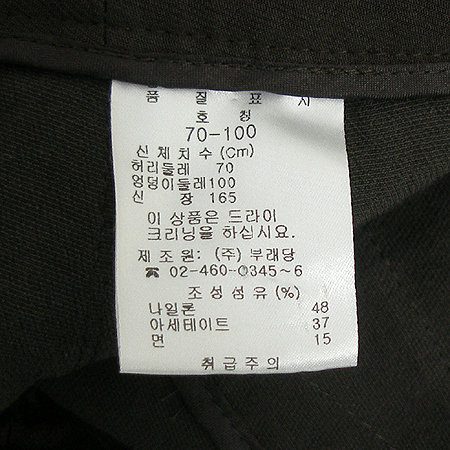 품 질 표 시
호 칭
70-100
신 체 치 수 (Cm)
허리둘레 70
엉덩이둘레100
신 장 165
이 상품은 드라이
크리닝을 하십시요.
제 조 원: (주) 부래당
☎ 02-460-0345~6
조 성 섬 유 (%)
나일론 48
아세테이트 37
면 15
취 급 주 의